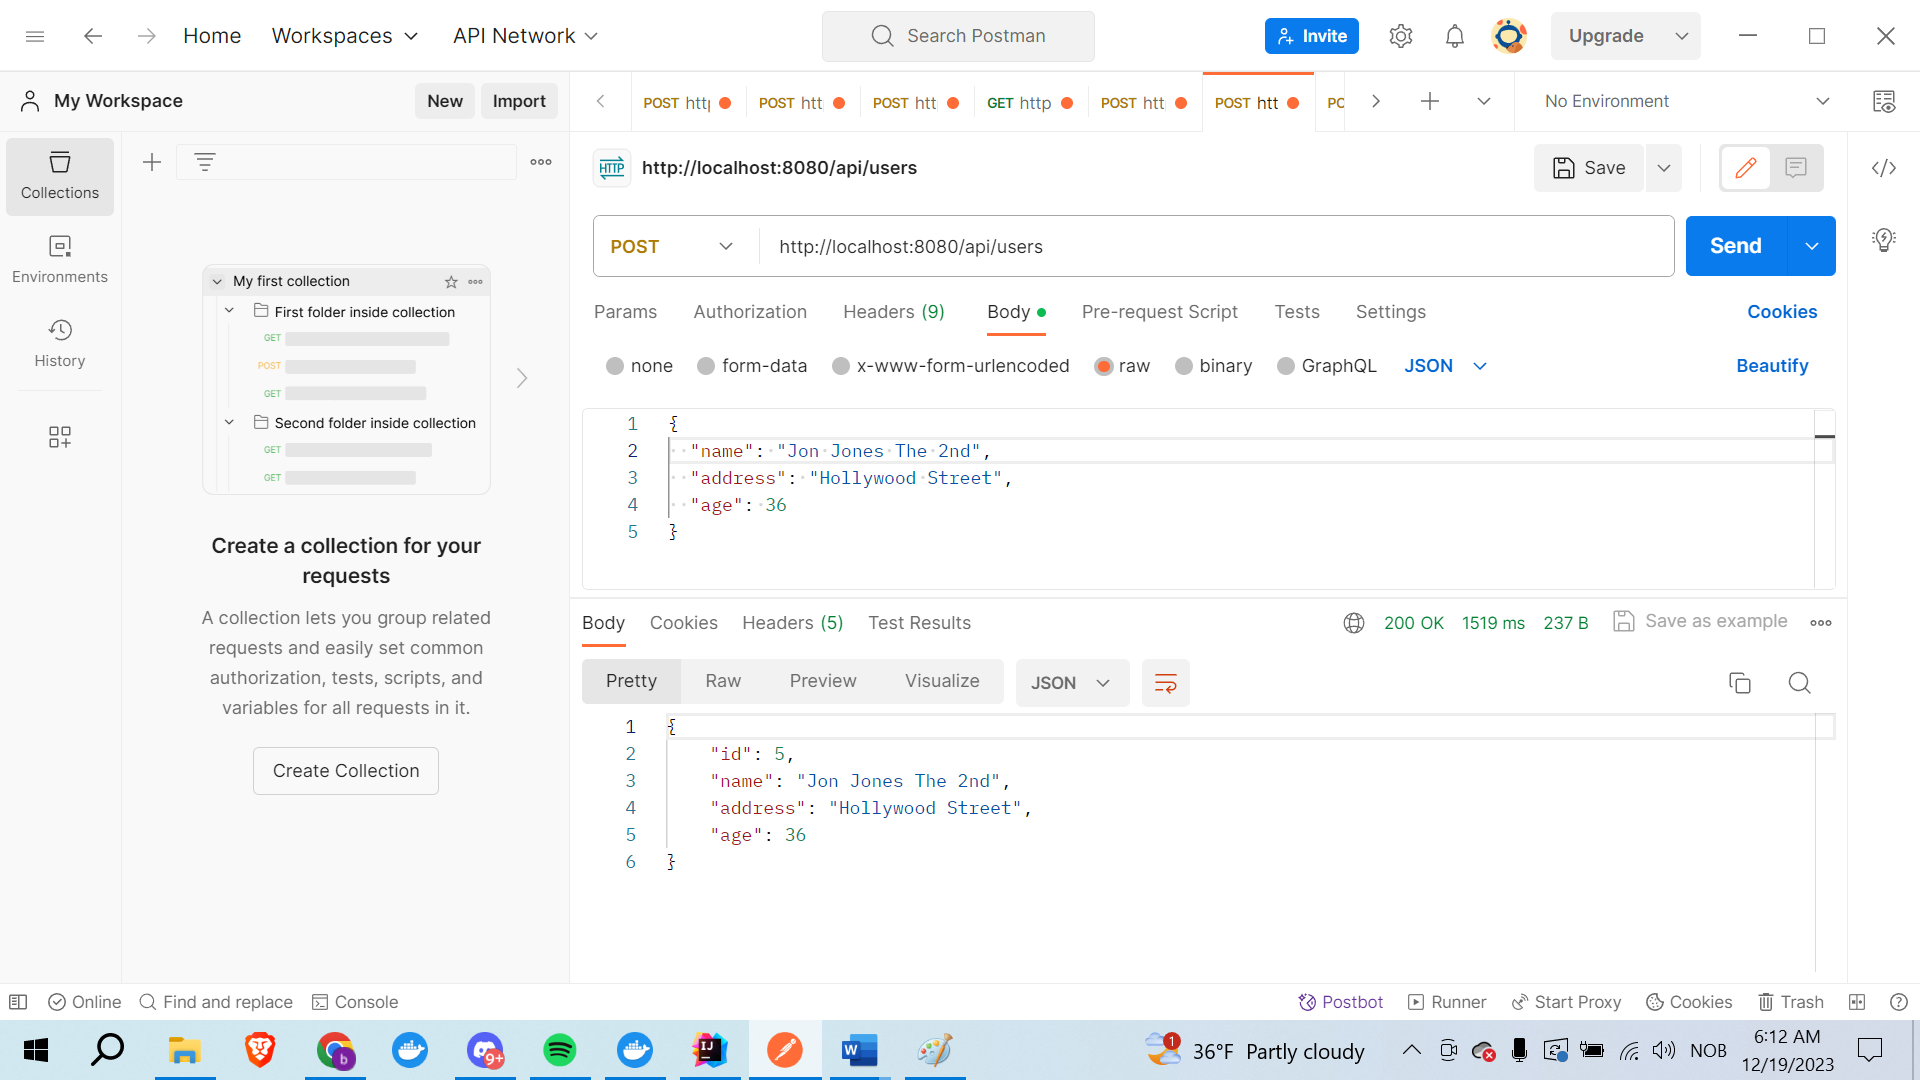 Home
Workspaces
API Network
Search Postman
Invite
Upgrade
My Workspace
New
Import
POST http
POST htt
POST htt
GET http
POST htt
POST htt
PO
No Environment
Collections
Environments
History
http://localhost:8080/api/users
Save
POST
http://localhost:8080/api/users
Send
Params
Authorization
Headers (9)
Body
Pre-request Script
Tests
Settings
Cookies
none
form-data
x-www-form-urlencoded
raw
binary
GraphQL
JSON
Beautify
1 {
2 "name": "Jon Jones The 2nd",
3 "address": "Hollywood Street",
4 "age": 36
5 }
My first collection
First folder inside collection
GET
POST
GET
Second folder inside collection
GET
GET
Create a collection for your
requests
A collection lets you group related
requests and easily set common
authorization, tests, scripts, and
variables for all requests in it.
Create Collection
Body
Cookies
Headers (5)
Test Results
200 OK
1519 ms
237 B
Save as example
Pretty
Raw
Preview
Visualize
JSON
1 {
2 "id": 5,
3 "name": "Jon Jones The 2nd",
4 "address": "Hollywood Street",
5 "age": 36
6 }
Online
Find and replace
Console
Postbot
Runner
Start Proxy
Cookies
Trash
b
9+
IJ
W
1
36°F Partly cloudy
NOB
6:12 AM
12/19/2023